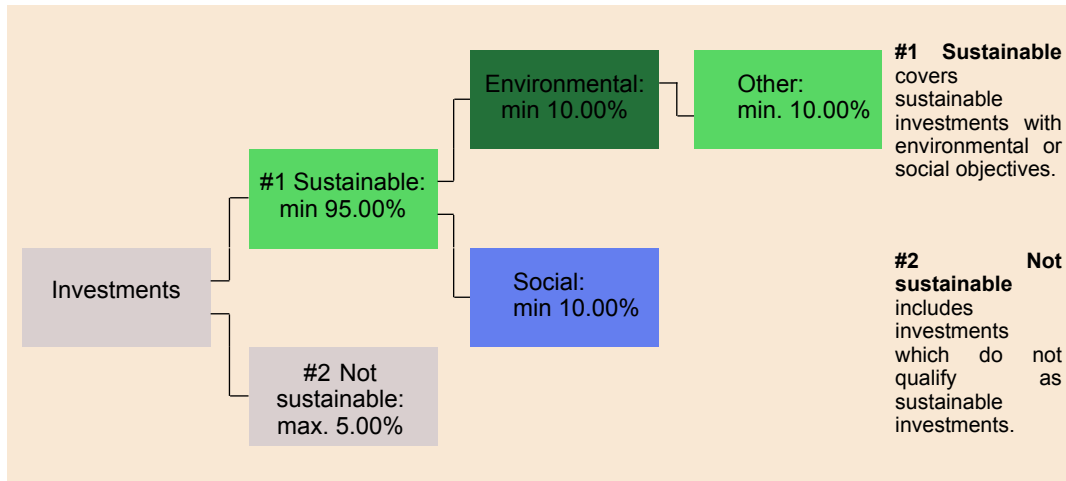 Investments
#1 Sustainable:
min 95.00%
#2 Not
sustainable:
max. 5.00%
Environmental:
min 10.00%
Social:
min 10.00%
Other:
min. 10.00%
#1 Sustainable
covers
sustainable
investments with
environmental or
social objectives.
#2 Not
sustainable
includes
investments
which do not
qualify as
sustainable
investments.